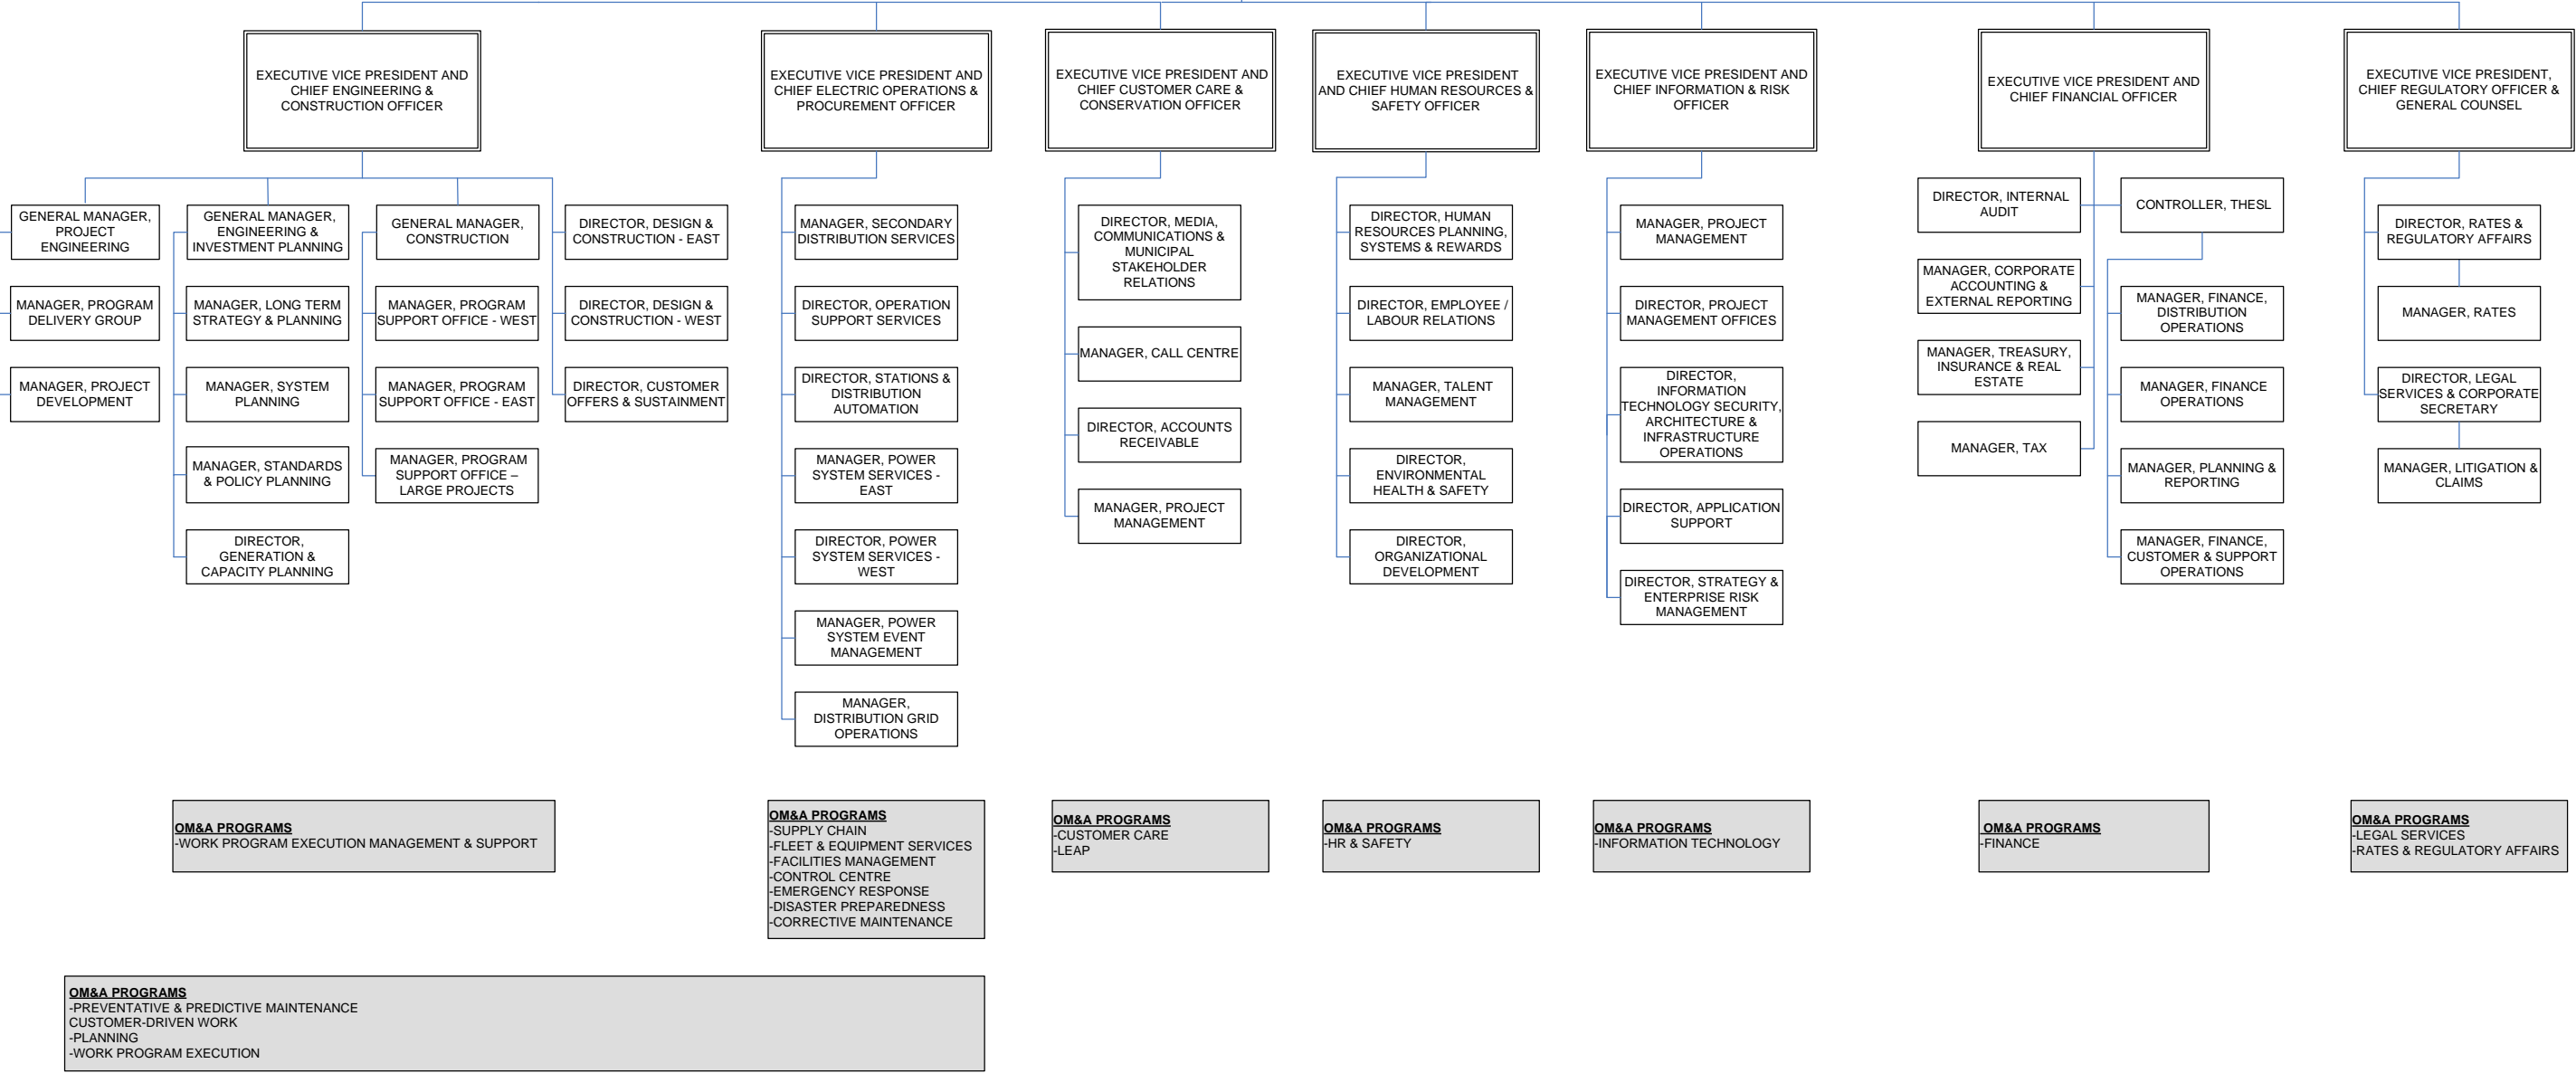 EXECUTIVE VICE PRESIDENT AND
CHIEF ENGINEERING &
CONSTRUCTION OFFICER
EXECUTIVE VICE PRESIDENT AND
CHIEF ELECTRIC OPERATIONS &
PROCUREMENT OFFICER
EXECUTIVE VICE PRESIDENT AND
CHIEF CUSTOMER CARE &
CONSERVATION OFFICER
EXECUTIVE VICE PRESIDENT
AND CHIEF HUMAN RESOURCES &
SAFETY OFFICER
EXECUTIVE VICE PRESIDENT AND
CHIEF INFORMATION & RISK
OFFICER
EXECUTIVE VICE PRESIDENT AND
CHIEF FINANCIAL OFFICER
EXECUTIVE VICE PRESIDENT,
CHIEF REGULATORY OFFICER &
GENERAL COUNSEL
GENERAL MANAGER,
PROJECT
ENGINEERING
MANAGER, PROGRAM
DELIVERY GROUP
MANAGER, PROJECT
DEVELOPMENT
GENERAL MANAGER,
ENGINEERING &
INVESTMENT PLANNING
MANAGER, LONG TERM
STRATEGY & PLANNING
MANAGER, SYSTEM
PLANNING
MANAGER, STANDARDS
& POLICY PLANNING
DIRECTOR,
GENERATION &
CAPACITY PLANNING
GENERAL MANAGER,
CONSTRUCTION
MANAGER, PROGRAM
SUPPORT OFFICE - WEST
MANAGER, PROGRAM
SUPPORT OFFICE - EAST
MANAGER, PROGRAM
SUPPORT OFFICE –
LARGE PROJECTS
DIRECTOR, DESIGN &
CONSTRUCTION - EAST
DIRECTOR, DESIGN &
CONSTRUCTION - WEST
DIRECTOR, CUSTOMER
OFFERS & SUSTAINMENT
MANAGER, SECONDARY
DISTRIBUTION SERVICES
DIRECTOR, OPERATION
SUPPORT SERVICES
DIRECTOR, STATIONS &
DISTRIBUTION
AUTOMATION
MANAGER, POWER
SYSTEM SERVICES -
EAST
DIRECTOR, POWER
SYSTEM SERVICES -
WEST
MANAGER, POWER
SYSTEM EVENT
MANAGEMENT
MANAGER,
DISTRIBUTION GRID
OPERATIONS
DIRECTOR, MEDIA,
COMMUNICATIONS &
MUNICIPAL
STAKEHOLDER
RELATIONS
MANAGER, CALL CENTRE
DIRECTOR, ACCOUNTS
RECEIVABLE
MANAGER, PROJECT
MANAGEMENT
DIRECTOR, HUMAN
RESOURCES PLANNING,
SYSTEMS & REWARDS
DIRECTOR, EMPLOYEE /
LABOUR RELATIONS
MANAGER, TALENT
MANAGEMENT
DIRECTOR,
ENVIRONMENTAL
HEALTH & SAFETY
DIRECTOR,
ORGANIZATIONAL
DEVELOPMENT
MANAGER, PROJECT
MANAGEMENT
DIRECTOR, PROJECT
MANAGEMENT OFFICES
DIRECTOR,
INFORMATION
TECHNOLOGY SECURITY,
ARCHITECTURE &
INFRASTRUCTURE
OPERATIONS
DIRECTOR, APPLICATION
SUPPORT
DIRECTOR, STRATEGY &
ENTERPRISE RISK
MANAGEMENT
DIRECTOR, INTERNAL
AUDIT
MANAGER, CORPORATE
ACCOUNTING &
EXTERNAL REPORTING
MANAGER, TREASURY,
INSURANCE & REAL
ESTATE
MANAGER, TAX
CONTROLLER, THESL
MANAGER, FINANCE,
DISTRIBUTION
OPERATIONS
MANAGER, FINANCE
OPERATIONS
MANAGER, PLANNING &
REPORTING
MANAGER, FINANCE,
CUSTOMER & SUPPORT
OPERATIONS
DIRECTOR, RATES &
REGULATORY AFFAIRS
MANAGER, RATES
DIRECTOR, LEGAL
SERVICES & CORPORATE
SECRETARY
MANAGER, LITIGATION &
CLAIMS
OM&A PROGRAMS
-WORK PROGRAM EXECUTION MANAGEMENT & SUPPORT
OM&A PROGRAMS
-SUPPLY CHAIN
-FLEET & EQUIPMENT SERVICES
-FACILITIES MANAGEMENT
-CONTROL CENTRE
-EMERGENCY RESPONSE
-DISASTER PREPAREDNESS
-CORRECTIVE MAINTENANCE
OM&A PROGRAMS
-CUSTOMER CARE
-LEAP
OM&A PROGRAMS
-HR & SAFETY
OM&A PROGRAMS
-INFORMATION TECHNOLOGY
OM&A PROGRAMS
-FINANCE
OM&A PROGRAMS
-LEGAL SERVICES
-RATES & REGULATORY AFFAIRS
OM&A PROGRAMS
-PREVENTATIVE & PREDICTIVE MAINTENANCE
CUSTOMER-DRIVEN WORK
-PLANNING
-WORK PROGRAM EXECUTION